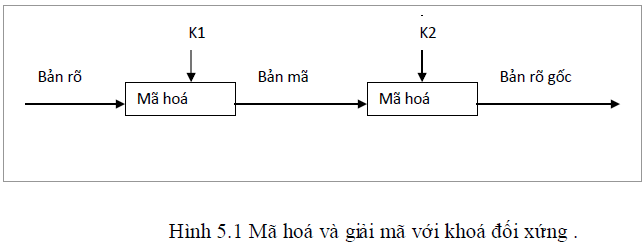 K1
K2
Bản rõ
Bản mã
Bản rõ gốc
Mã hoá
Mã hoá
Hình 5.1 Mã hoá và giải mã với khoá đối xứng .